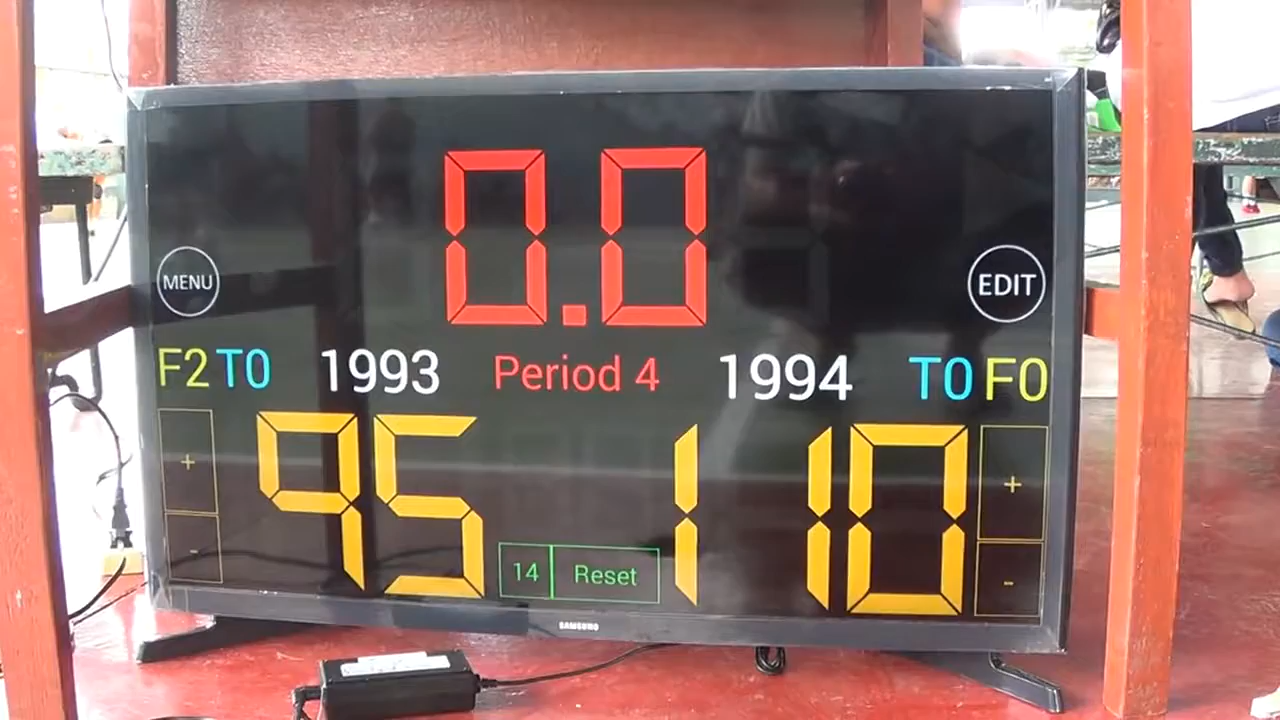 0.0
MENU
EDIT
F2 T0 1993 Period 4 1994 T0 F0
+ 95 110 +
- 14 Reset -
SAMSUNG